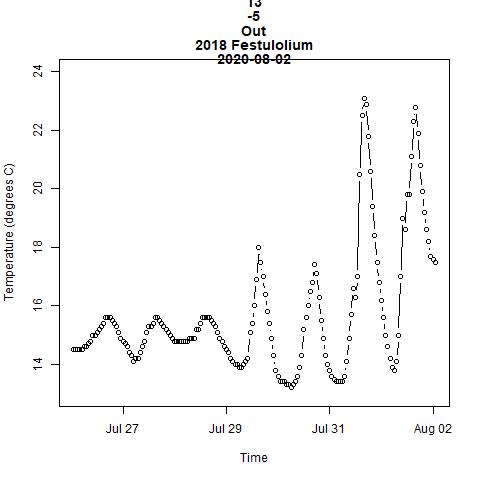 13
-5
Out
2018 Festulolium
2020-08-02
Temperature (degrees C)
24
22
20
18
16
14
Jul 27
Jul 29
Jul 31
Aug 02
Time